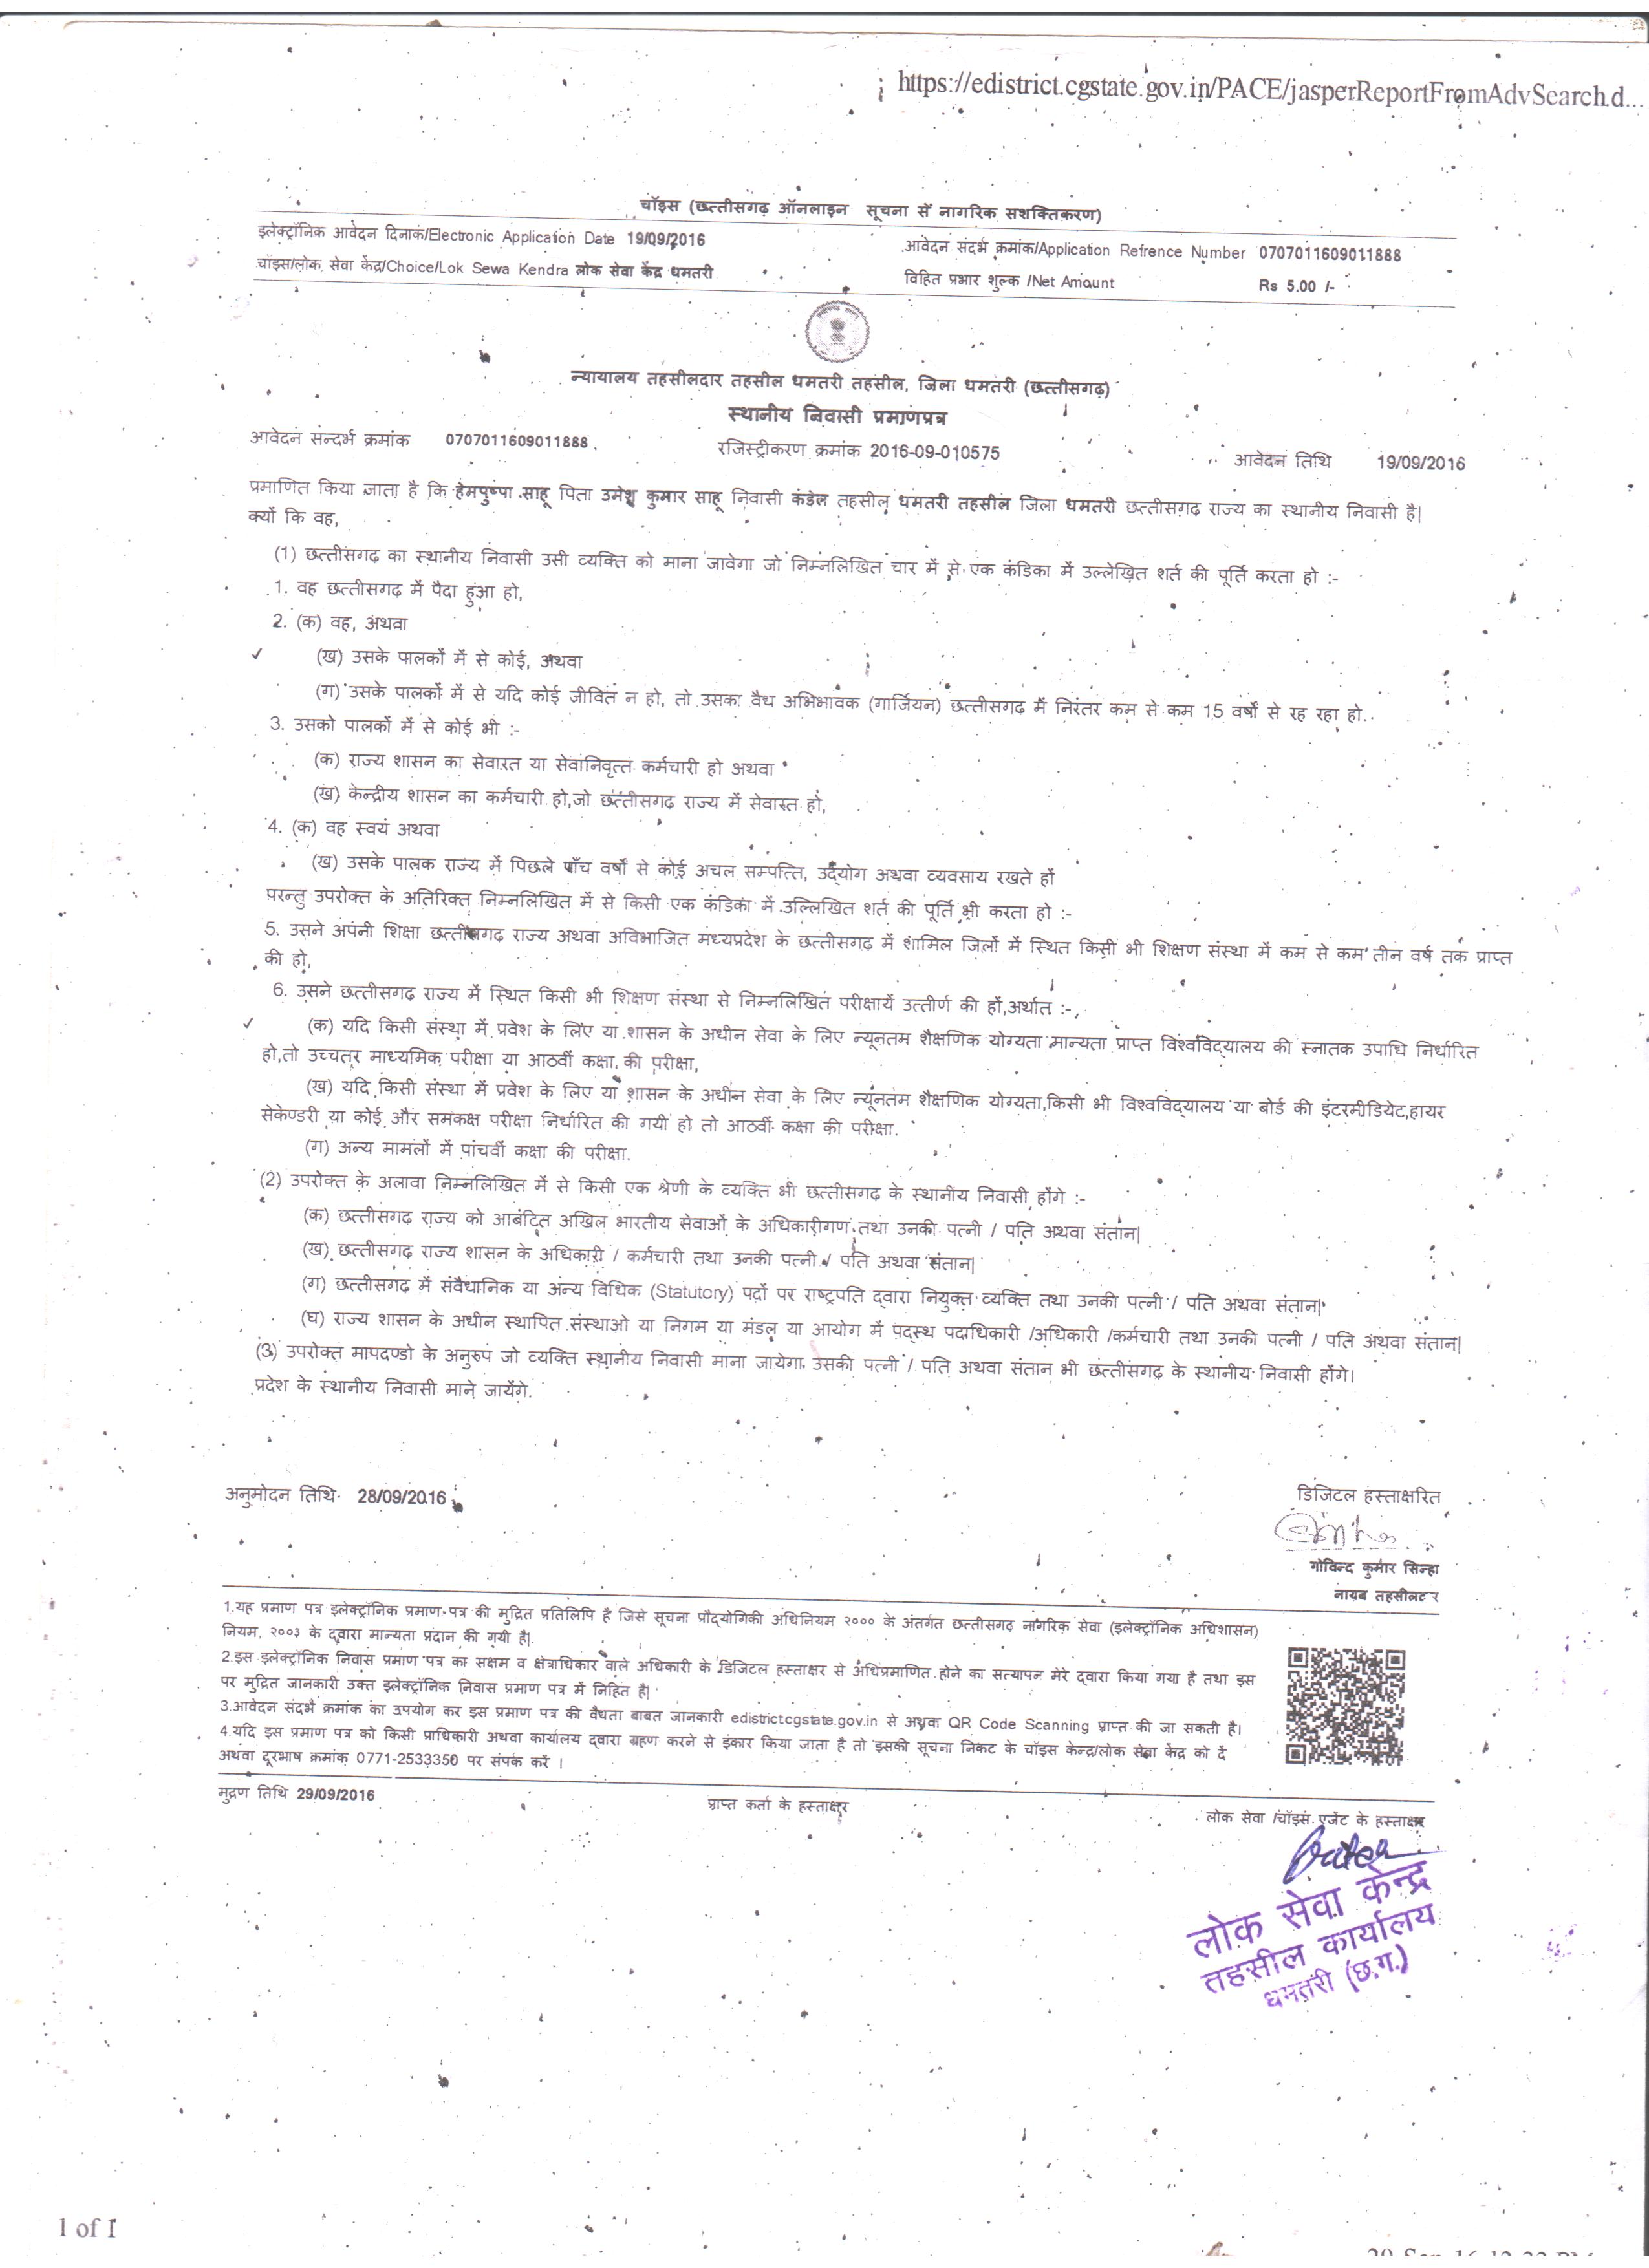 https://edistrict.cgstate.gov.in/PACE/jasperReportFromAdvSearch.d...
चॉइस (छत्तीसगढ़ ऑनलाइन सूचना से नागरिक सशक्तिकरण)
इलेक्ट्रॉनिक आवेदन दिनाक/Electronic Application Date 19/09/2016
आवेदन संदर्भ क्रमांक/Application Refrence Number 0707011609011888
चॉइस/लोक सेवा केंद्र/Choice/Lok Sewa Kendra लोक सेवा केंद्र धमतरी
विहित प्रभार शुल्क /Net Amount Rs 5.00 /-
न्यायालय तहसीलदार तहसील धमतरी तहसील, जिला धमतरी (छत्तीसगढ़)
स्थानीय निवासी प्रमाणपत्र
आवेदन सन्दर्भ क्रमांक 0707011609011888
रजिस्ट्रीकरण क्रमांक 2016-09-010575
आवेदन तिथि 19/09/2016
प्रमाणित किया जाता है कि हेमपुष्पा साहू पिता उमेश कुमार साहू निवासी कंडेल तहसील धमतरी तहसील जिला धमतरी छत्तीसगढ़ राज्य का स्थानीय निवासी है|
क्यों कि वह,
(1) छत्तीसगढ़ का स्थानीय निवासी उसी व्यक्ति को माना जावेगा जो निम्नलिखित चार में से एक कंडिका में उल्लेखित शर्त की पूर्ति करता हो :-
1. वह छत्तीसगढ़ में पैदा हुआ हो,
2. (क) वह, अथवा
✓ (ख) उसके पालकों में से कोई, अथवा
(ग) उसके पालकों में से यदि कोई जीवित न हो, तो उसका वैध अभिभावक (गार्जियन) छत्तीसगढ़ में निरंतर कम से कम 15 वर्षों से रह रहा हो..
3. उसको पालकों में से कोई भी :-
(क) राज्य शासन का सेवारत या सेवानिवृत्त कर्मचारी हो अथवा
(ख) केन्द्रीय शासन का कर्मचारी हो,जो छत्तीसगढ़ राज्य में सेवारत हो,
4. (क) वह स्वयं अथवा
(ख) उसके पालक राज्य में पिछले पाँच वर्षों से कोई अचल सम्पत्ति, उद्योग अथवा व्यवसाय रखते हों
परन्तु उपरोक्त के अतिरिक्त निम्नलिखित में से किसी एक कंडिका में उल्लिखित शर्त की पूर्ति भी करता हो :-
5. उसने अपनी शिक्षा छत्तीसगढ़ राज्य अथवा अविभाजित मध्यप्रदेश के छत्तीसगढ़ में शामिल जिलों में स्थित किसी भी शिक्षण संस्था में कम से कम तीन वर्ष तक प्राप्त
की हो,
6. उसने छत्तीसगढ़ राज्य में स्थित किसी भी शिक्षण संस्था से निम्नलिखित परीक्षायें उत्तीर्ण की हों,अर्थात :-,
✓ (क) यदि किसी संस्था में प्रवेश के लिए या शासन के अधीन सेवा के लिए न्यूनतम शैक्षणिक योग्यता मान्यता प्राप्त विश्वविद्यालय की स्नातक उपाधि निर्धारित
हो,तो उच्चतर माध्यमिक परीक्षा या आठवीं कक्षा की परीक्षा,
(ख) यदि किसी संस्था में प्रवेश के लिए या शासन के अधीन सेवा के लिए न्यूनतम शैक्षणिक योग्यता,किसी भी विश्वविद्यालय या बोर्ड की इंटरमीडियेट,हायर
सेकेण्डरी या कोई और समकक्ष परीक्षा निर्धारित की गयी हो तो आठवीं कक्षा की परीक्षा.
(ग) अन्य मामलों में पांचवीं कक्षा की परीक्षा.
(2) उपरोक्त के अलावा निम्नलिखित में से किसी एक श्रेणी के व्यक्ति भी छत्तीसगढ़ के स्थानीय निवासी होंगे :-
(क) छत्तीसगढ़ राज्य को आबंटित अखिल भारतीय सेवाओं के अधिकारीगण तथा उनकी पत्नी / पति अथवा संतान|
(ख) छत्तीसगढ़ राज्य शासन के अधिकारी / कर्मचारी तथा उनकी पत्नी / पति अथवा संतान|
(ग) छत्तीसगढ़ में संवैधानिक या अन्य विधिक (Statutory) पदों पर राष्ट्रपति द्वारा नियुक्त व्यक्ति तथा उनकी पत्नी / पति अथवा संतान|
(घ) राज्य शासन के अधीन स्थापित संस्थाओ या निगम या मंडल या आयोग में पद्स्थ पदाधिकारी /अधिकारी /कर्मचारी तथा उनकी पत्नी / पति अथवा संतान|
(3) उपरोक्त मापदण्डो के अनुरुप जो व्यक्ति स्थानीय निवासी माना जायेगा उसकी पत्नी / पति अथवा संतान भी छत्तीसगढ़ के स्थानीय निवासी होंगे।
प्रदेश के स्थानीय निवासी माने जायेंगे.
अनुमोदन तिथि 28/09/2016
डिजिटल हस्ताक्षरित
गोविन्द कुमार सिन्हा
नायब तहसीलदार
1.यह प्रमाण पत्र इलेक्ट्रॉनिक प्रमाण-पत्र की मुद्रित प्रतिलिपि है जिसे सूचना प्रौद्योगिकी अधिनियम २००० के अंतर्गत छत्तीसगढ़ नागरिक सेवा (इलेक्ट्रॉनिक अधिशासन)
नियम, २००३ के द्वारा मान्यता प्रदान की गयी है|
2.इस इलेक्ट्रॉनिक निवास प्रमाण पत्र का सक्षम व क्षेत्राधिकार वाले अधिकारी के डिजिटल हस्ताक्षर से अधिप्रमाणित होने का सत्यापन मेरे द्वारा किया गया है तथा इस
पर मुद्रित जानकारी उक्त इलेक्ट्रॉनिक निवास प्रमाण पत्र में निहित है|
3.आवेदन संदर्भ क्रमांक का उपयोग कर इस प्रमाण पत्र की वैधता बाबत जानकारी edistrictcgstate.gov.in से अथवा QR Code Scanning प्राप्त की जा सकती है।
4.यदि इस प्रमाण पत्र को किसी प्राधिकारी अथवा कार्यालय द्वारा ग्रहण करने से इंकार किया जाता है तो इसकी सूचना निकट के चॉइस केन्द्र/लोक सेवा केंद्र को दें
अथवा दूरभाष क्रमांक 0771-2533350 पर संपर्क करें ।
मुद्रण तिथि 29/09/2016
प्राप्त कर्ता के हस्ताक्षर
लोक सेवा /चॉइस एजेंट के हस्ताक्षर
लोक सेवा केन्द्र
तहसील कार्यालय
धमतरी (छ.ग.)
1 of 1